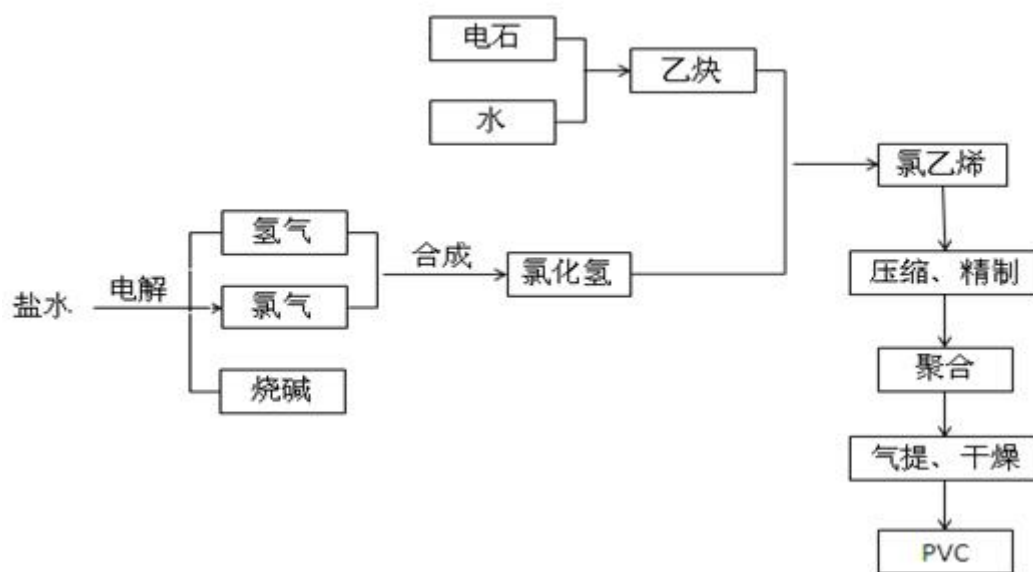 电石
乙炔
水
氯乙烯
氢气
合成
氯化氢
压缩、精制
盐水
电解
氯气
聚合
烧碱
气提、干燥
PVC